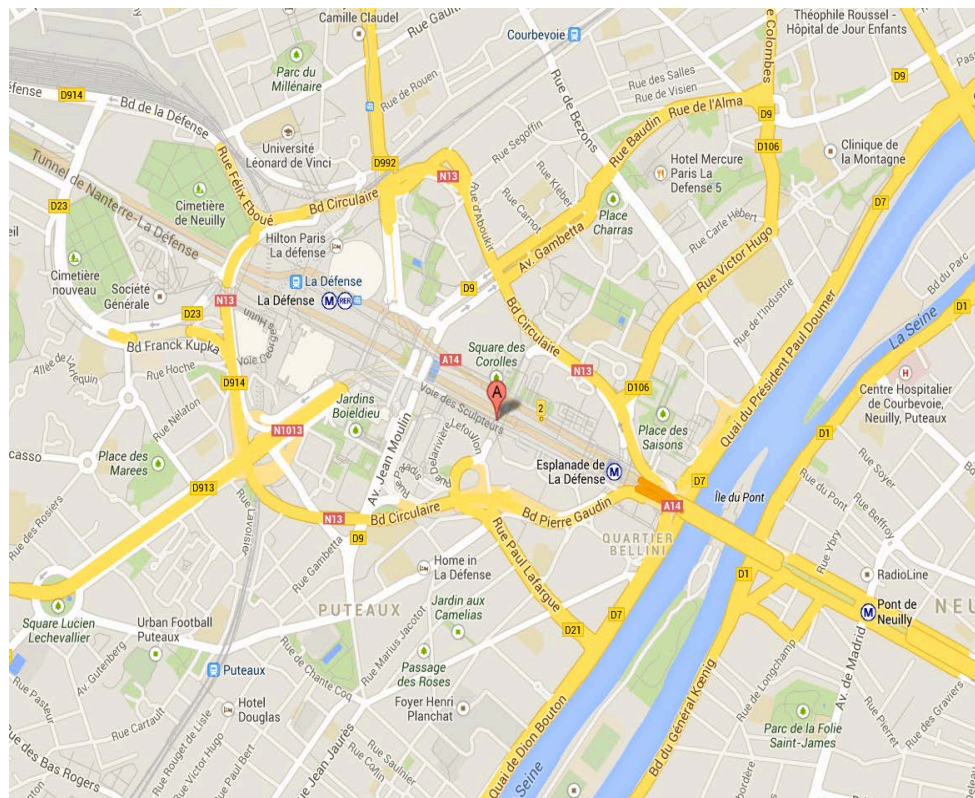 Camille Claudel
Courbevoie
Théophile Roussel -
Hôpital de Jour Enfants
Av. Gambetta
Parc du
Millénaire
Rue de Rouen
Rue des Salles
Rue de Visien
Rue de Bezons
e Colombes
D9
éfense
D914
Bd de la Défense
Rue de l'Alma
D9
Rue Baudin
Rue Segoffin
Université
Léonard de Vinci
D992
N13
D106
Clinique de
la Montagne
Hotel Mercure
Paris La
Defense 5
Tunnel de Nanterre-La Défense
Rue Félix Eboué
Cimetière
de Neuilly
Bd Circulaire
Rue d'Aboukir
Rue Kléber
Rue Carnot
Place
Charras
D7
D23
eil
Hilton Paris
La défense
Av. Gambetta
Rue Carle Hébert
Rue Victor Hugo
Bd du Parc
Cimetière
nouveau
Société
Générale
La Défense
La Défense
M
RER
N13
D9
D1
Rue de l'Industrie
La Seine
D23
Bd Franck Kupka
Voie Georges Hutin
Bd Circulaire
Quai du Président Paul Doumer
Allée de l'Arlequin
Rue Hoche
A14
Square des
Corolles
N13
D914
D106
Centre Hospitalier
de Courbevoie,
Neuilly, Puteaux
Voie des Sculpteurs
A
2
Rue Nélaton
Jardins
Boieldieu
Av. Jean Moulin
Place des
Saisons
N1013
D1
Lefoullon
Rue Delarivière
Rue Paradis
casso
Place des
Marees
Esplanade de
La Défense
M
Rue Soyer
D913
D7
Île du Pont
Rue du Pont
Rue des Rosiers
Rue Lavoisier
N13
Bd Circulaire
Bd Pierre Gaudin
A14
Rue Beffroy
D9
Rue Gambetta
QUARTIER
BELLINI
Rue Ybry
Rue Paul Lafargue
Home in
La Défense
D1
RadioLine
Square Lucien
Lechevallier
PUTEAUX
Jardin aux
Camelias
D7
M
Pont de
Neuilly
NEU
Urban Football
Puteaux
Rue Marius Jacotot
D21
Av. Gutenberg
Puteaux
Rue de Chante Coq
Passage
des Roses
Rue de Longchamp
Av. de Madrid
Rue Pasteur
Hotel
Douglas
Foyer Henri
Planchat
Quai de Dion Bouton
Bd du Général Kœnig
Parc de la Folie
Saint-James
Rue Pierret
Rue des Graviers
Rue Cartault
Rue Rouget de Lisle
Rue Victor Hugo
Rue Paul Bert
Rue Jean Jaurès
Rue Saulnier
Rue Co/in
Rue des Bas Rogers
Seine